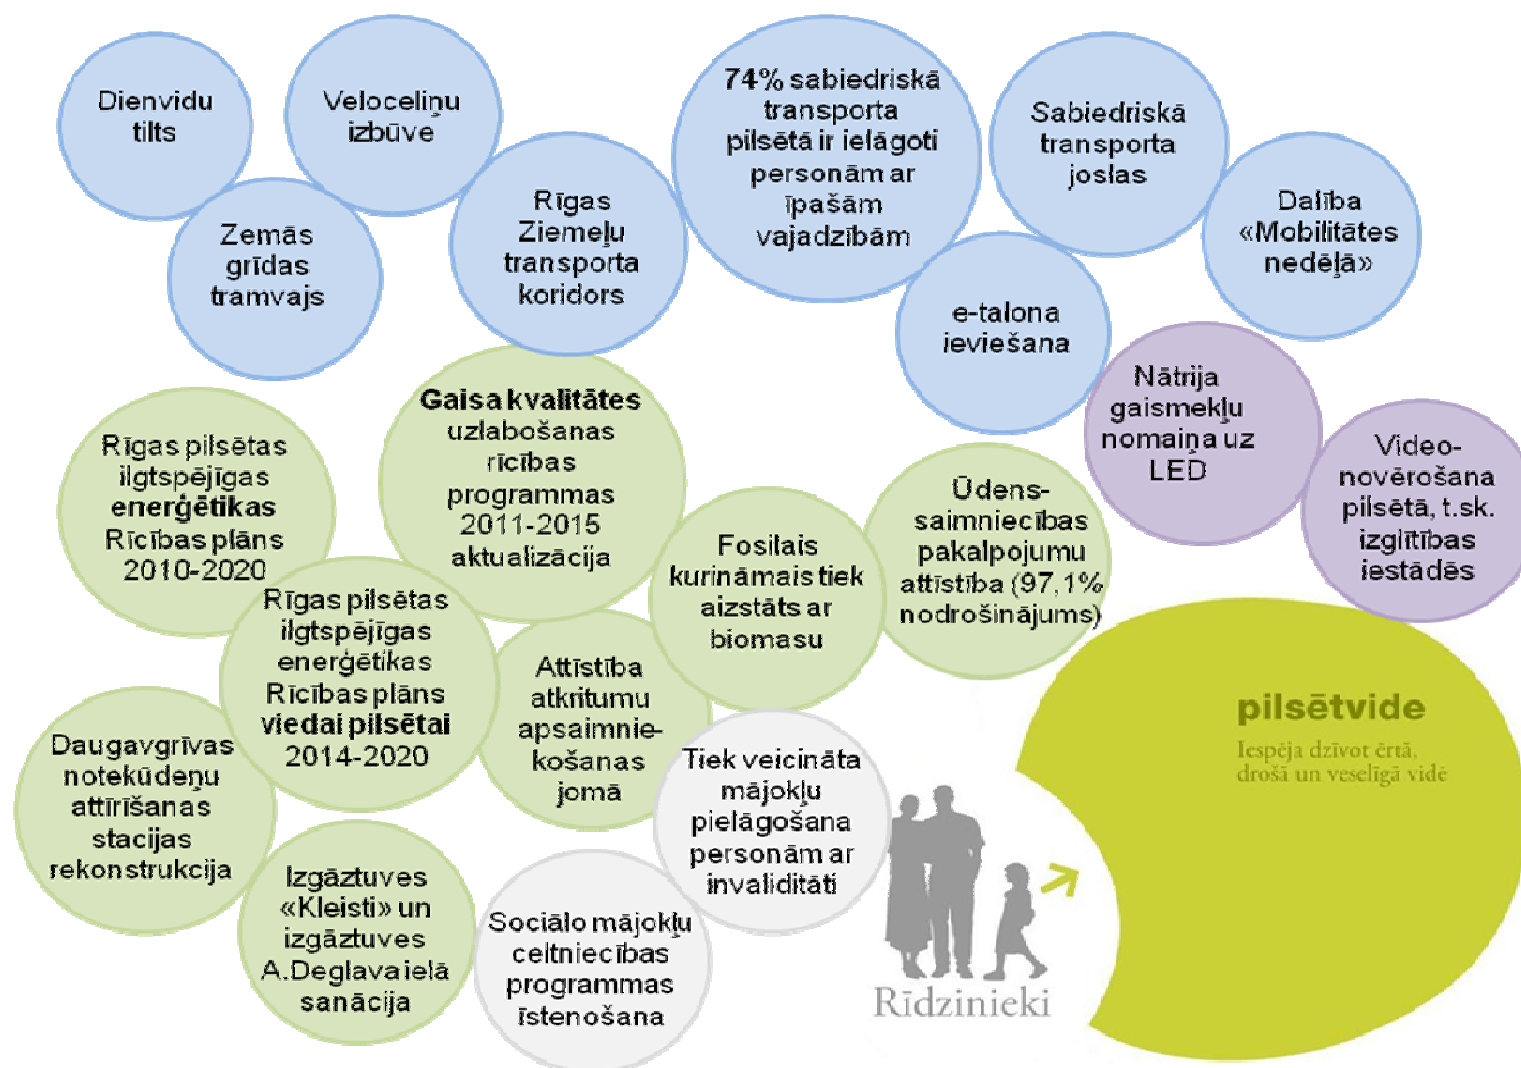 Dienvidu
tilts
Veloceliņu
izbūve
Zemās
grīdas
tramvajs
Rīgas
Ziemeļu
transporta
koridors
74% sabiedriskā
transporta
pilsētā ir ielāgoti
personām ar
īpašām
vajadzībām
Sabiedriskā
transporta
joslas
Dalība
«Mobilitātes
nedēļā»
e-talona
ieviešana
Nātrija
gaismekļu
nomaiņa uz
LED
Video-
novērošana
pilsētā, t.sk.
izglītības
iestādēs
Rīgas pilsētas
ilgtspējīgas
enerģētikas
Rīcības plāns
2010-2020
Gaisa kvalitātes
uzlabošanas
rīcības
programmas
2011-2015
aktualizācija
Fosilais
kurināmais tiek
aizstāts ar
biomasu
Ūdens-
saimniecības
pakalpojumu
attīstība (97,1%
nodrošinājums)
Rīgas pilsētas
ilgtspējīgas
enerģētikas
Rīcības plāns
viedai pilsētai
2014-2020
Attīstība
atkritumu
apsaimnie-
košanas
jomā
Daugavgrīvas
notekūdeņu
attīrīšanas
stacijas
rekonstrukcija
Izgāztuves
«Kleisti» un
izgāztuves
A.Deglava ielā
sanācija
Tiek veicināta
mājokļu
pielāgošana
personām ar
invaliditāti
Sociālo mājokļu
celtniecības
programmas
īstenošana
pilsētvide
Iespēja dzīvot ērtā,
drošā un veselīgā vidē
Rīdzinieki